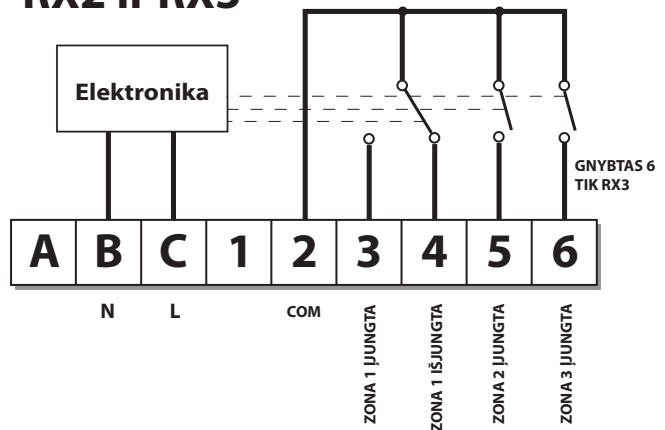 RX2 ir RX3
Elektronika
GNYBTAS 6
TIK RX3
A B C 1 2 3 4 5 6
N L COM
ZONA 1 ĮJUNGTA
ZONA 1 IŠJUNGTA
ZONA 2 ĮJUNGTA
ZONA 3 ĮJUNGTA